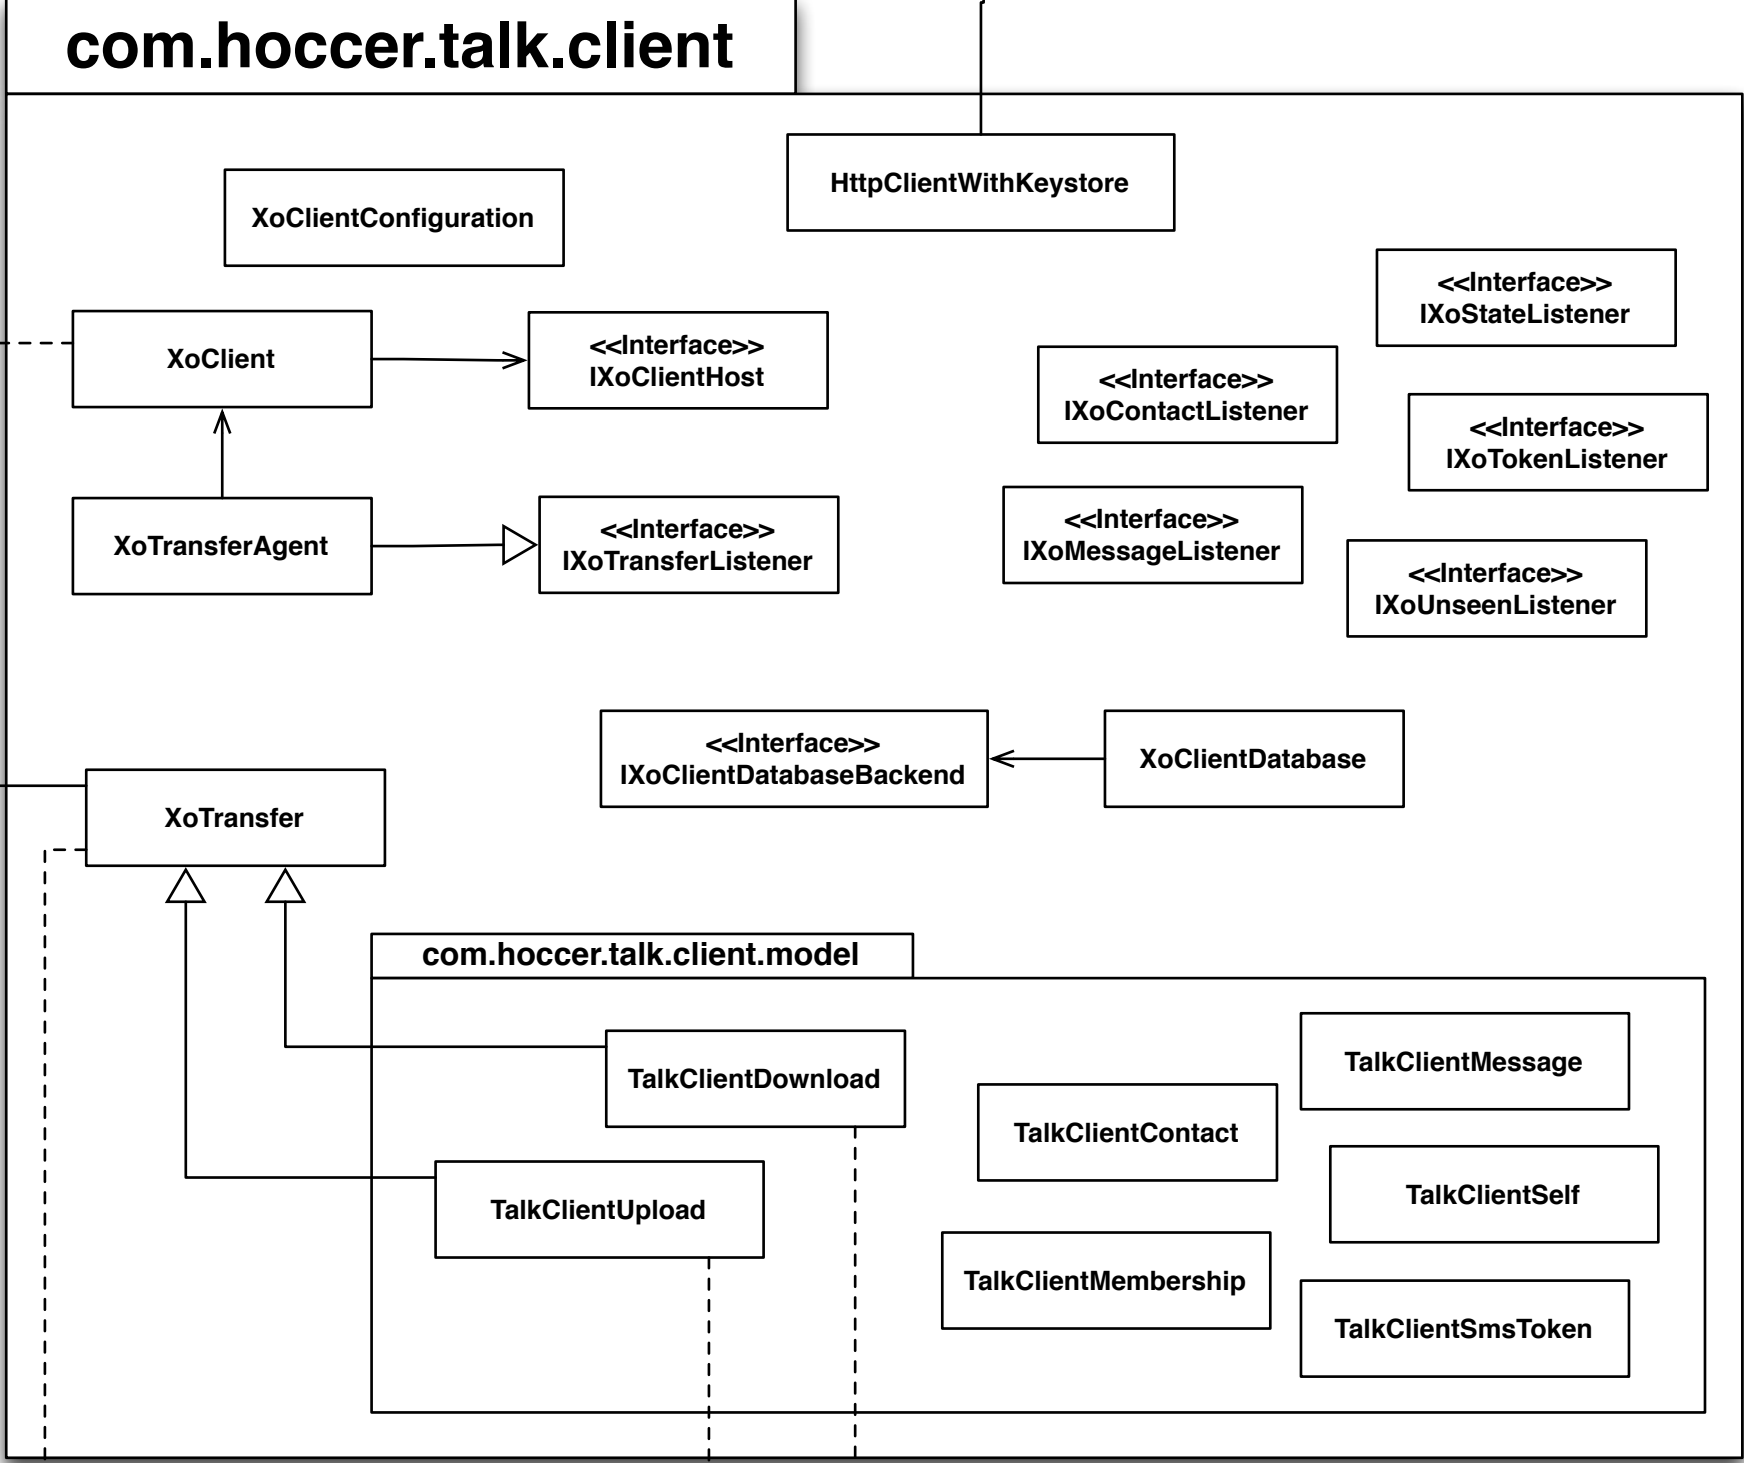 com.hoccer.talk.client
HttpClientWithKeystore
XoClientConfiguration
<<Interface>>
IXoStateListener
XoClient
<<Interface>>
IXoClientHost
<<Interface>>
IXoContactListener
<<Interface>>
IXoTokenListener
XoTransferAgent
<<Interface>>
IXoTransferListener
<<Interface>>
IXoMessageListener
<<Interface>>
IXoUnseenListener
<<Interface>>
IXoClientDatabaseBackend
XoClientDatabase
XoTransfer
com.hoccer.talk.client.model
TalkClientDownload
TalkClientMessage
TalkClientContact
TalkClientUpload
TalkClientSelf
TalkClientMembership
TalkClientSmsToken